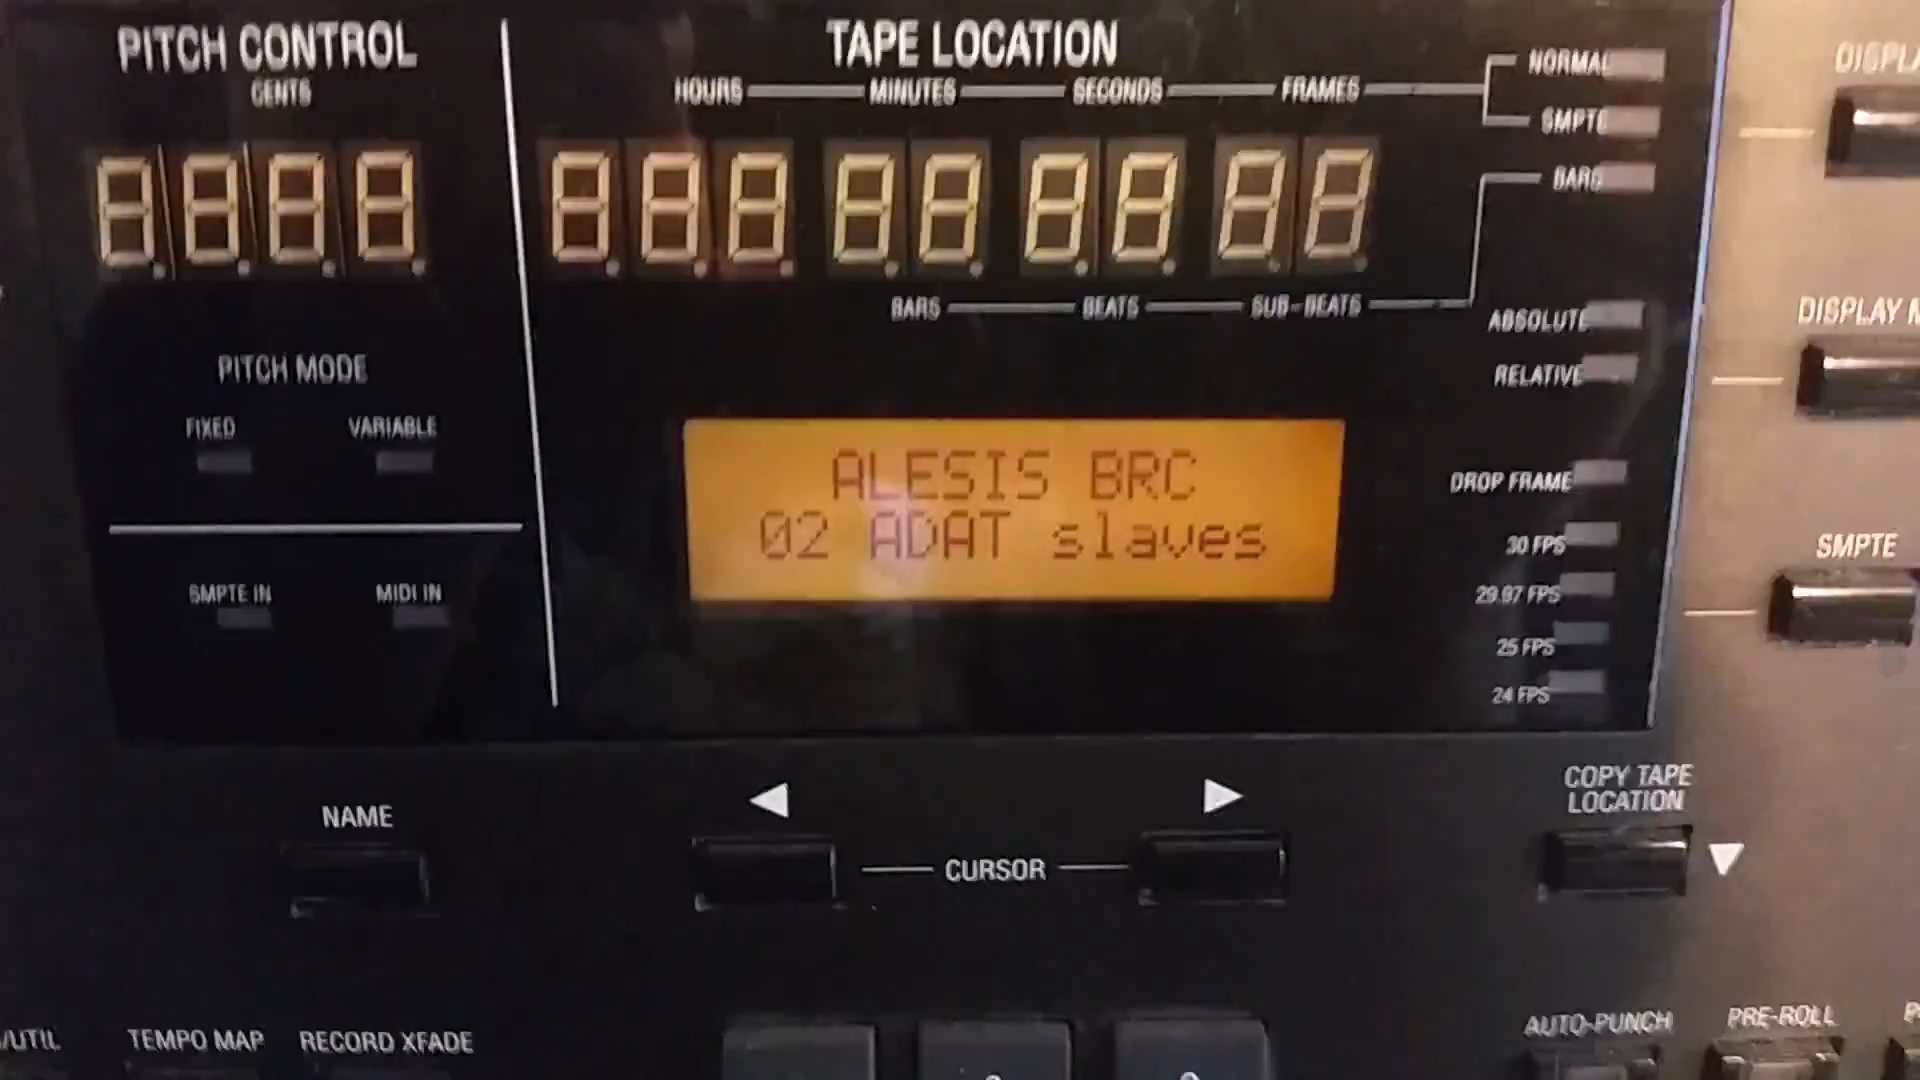 PITCH CONTROL
CENTS
TAPE LOCATION
HOURS MINUTES SECONDS FRAMES
NORMAL
SMPTE
BARS
BARS BEATS SUB-BEATS
ABSOLUTE
RELATIVE
PITCH MODE
FIXED VARIABLE
SMPTE IN MIDI IN
ALESIS BRC
02 ADAT slaves
DROP FRAME
30 FPS
29.97 FPS
25 FPS
24 FPS
DISPLAY
SMPTE
NAME
CURSOR
COPY TAPE
LOCATION
/UTIL
TEMPO MAP
RECORD XFADE
AUTO-PUNCH
PRE-ROLL